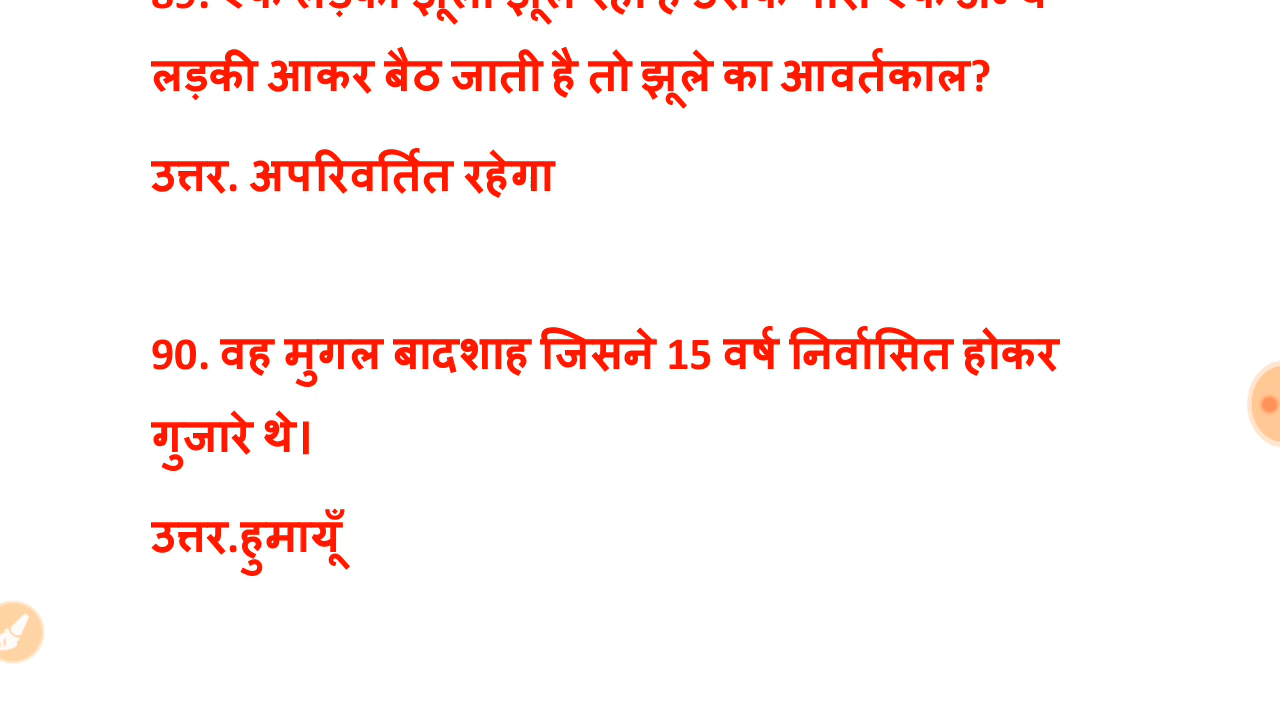 लड़की आकर बैठ जाती है तो झूले का आवर्तकाल?
उत्तर. अपरिवर्तित रहेगा
90. वह मुगल बादशाह जिसने 15 वर्ष निर्वासित होकर
गुजारे थे।
उत्तर.हुमायूँ